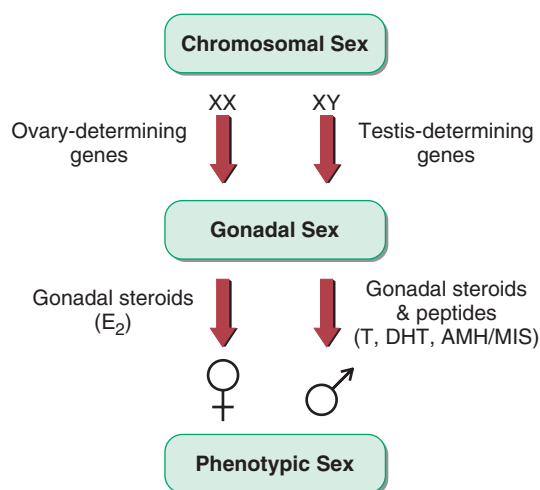 Chromosomal Sex
XX
XY
Ovary-determining
genes
Testis-determining
genes
Gonadal Sex
Gonadal steroids
(E₂)
Gonadal steroids
& peptides
(T, DHT, AMH/MIS)
Phenotypic Sex